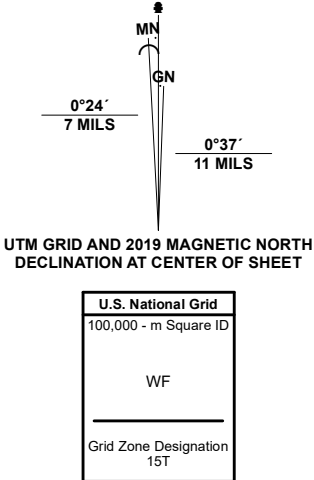 MN
GN
0°24´
7 MILS
0°37´
11 MILS
UTM GRID AND 2019 MAGNETIC NORTH
DECLINATION AT CENTER OF SHEET
U.S. National Grid
100,000 - m Square ID
WF
Grid Zone Designation
15T